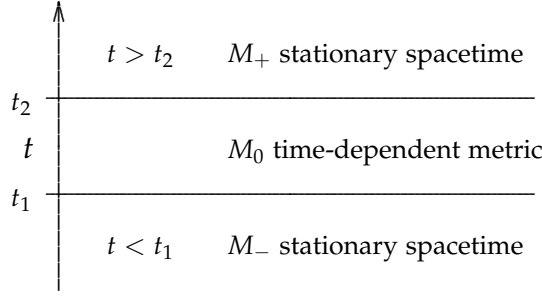 t > t₂ M₊ stationary spacetime
t₂
t M₀ time-dependent metric
t₁
t < t₁ M₋ stationary spacetime